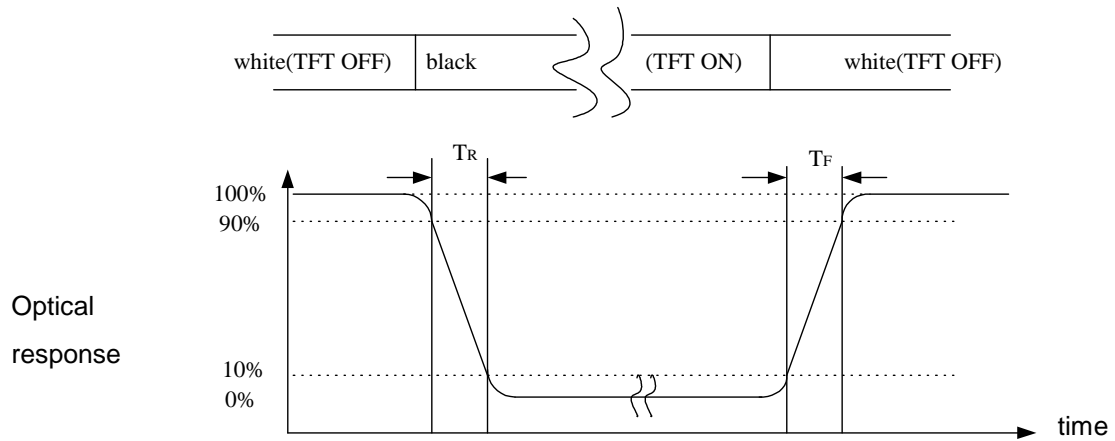 white(TFT OFF) black (TFT ON) white(TFT OFF)
TR TF
100%
90%
Optical
response
10%
0%
time